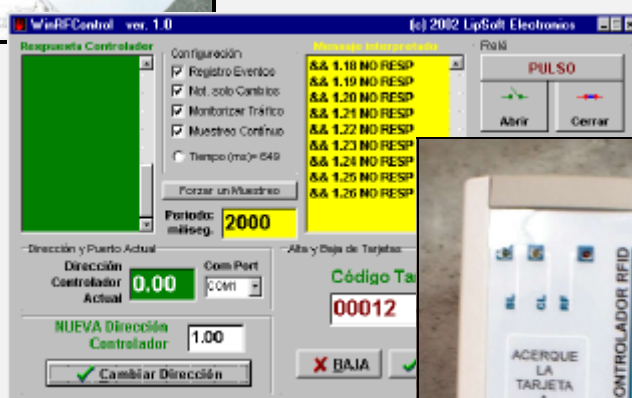 WinRFControl ver. 1.0 (c) 2002 LipSoft Electronics
Respuesta Controlador
Configuración
Registro Eventos
Not. solo Cambios
Monitorizar Tráfico
Muestreo Contínuo
Tiempo (ms)= 649
Forzar un Muestreo
Periodo:
miliseg. 2000
Mensaje interpretado
&& 1.18 NO RESP
&& 1.19 NO RESP
&& 1.20 NO RESP
&& 1.21 NO RESP
&& 1.22 NO RESP
&& 1.23 NO RESP
&& 1.24 NO RESP
&& 1.25 NO RESP
&& 1.26 NO RESP
Relé
PULSO
Abrir Cerrar
Dirección y Puerto Actual
Dirección
Controlador
Actual
0.00
Com Port
COM1
NUEVA Dirección
Controlador
1.00
Cambiar Dirección
Alta y Baja de Tarjetas
Código
00012
BAJA
BL CL RF
ACERQUE
LA
TARJETA
CONTROLADOR RFID